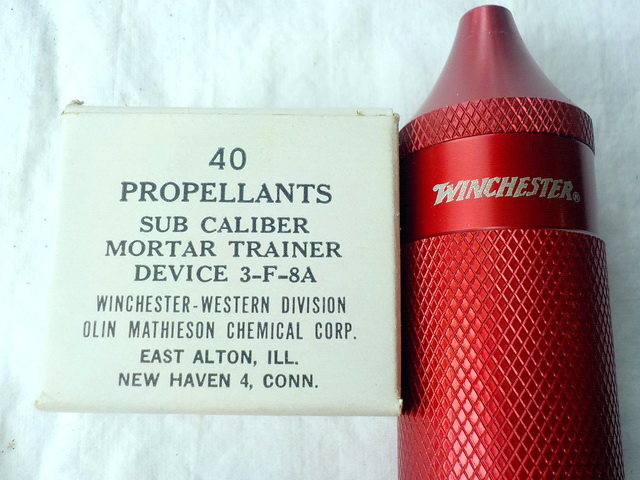 40
PROPELLANTS
SUB CALIBER
MORTAR TRAINER
DEVICE 3-F-8A
WINCHESTER-WESTERN DIVISION
OLIN MATHIESON CHEMICAL CORP.
EAST ALTON, ILL.
NEW HAVEN 4, CONN.
WINCHESTER®